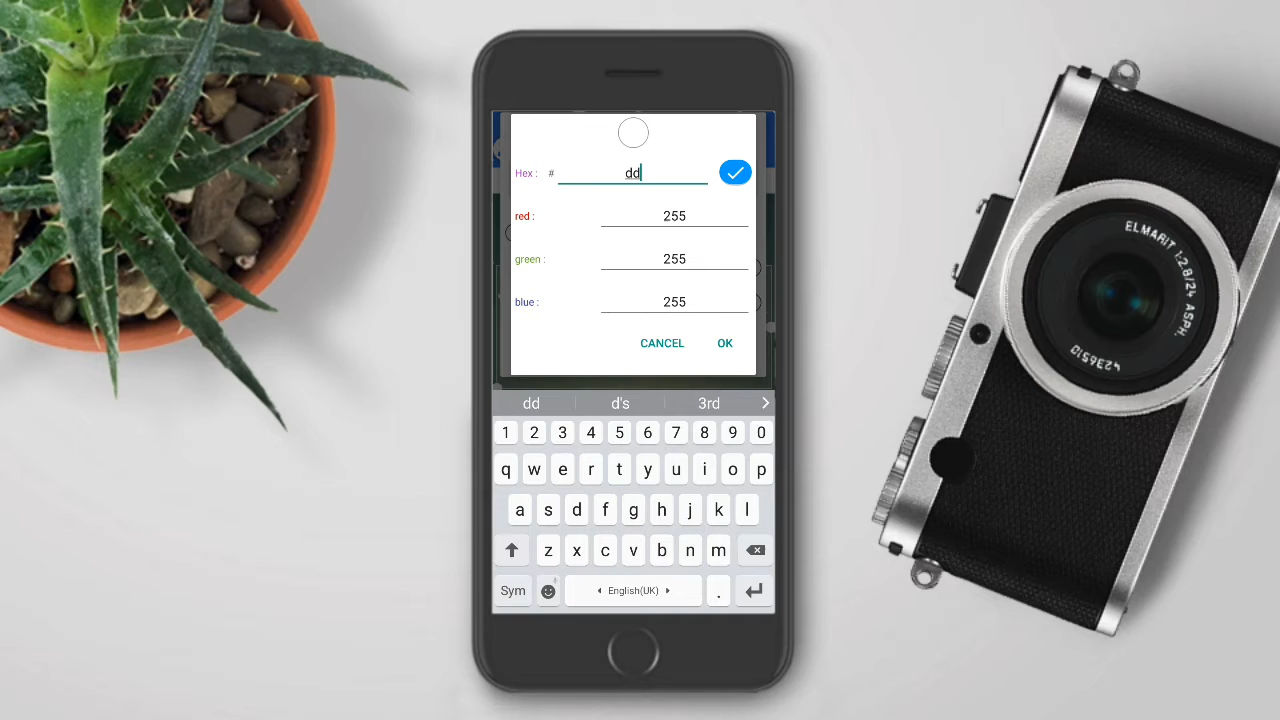 Hex : # dd
red : 255
green : 255
blue : 255
CANCEL OK
dd d's 3rd
1 2 3 4 5 6 7 8 9 0
q w e r t y u i o p
a s d f g h j k l
z x c v b n m
Sym English(UK) .
ELMARIT 1:2.8/24 ASPH.
4236510